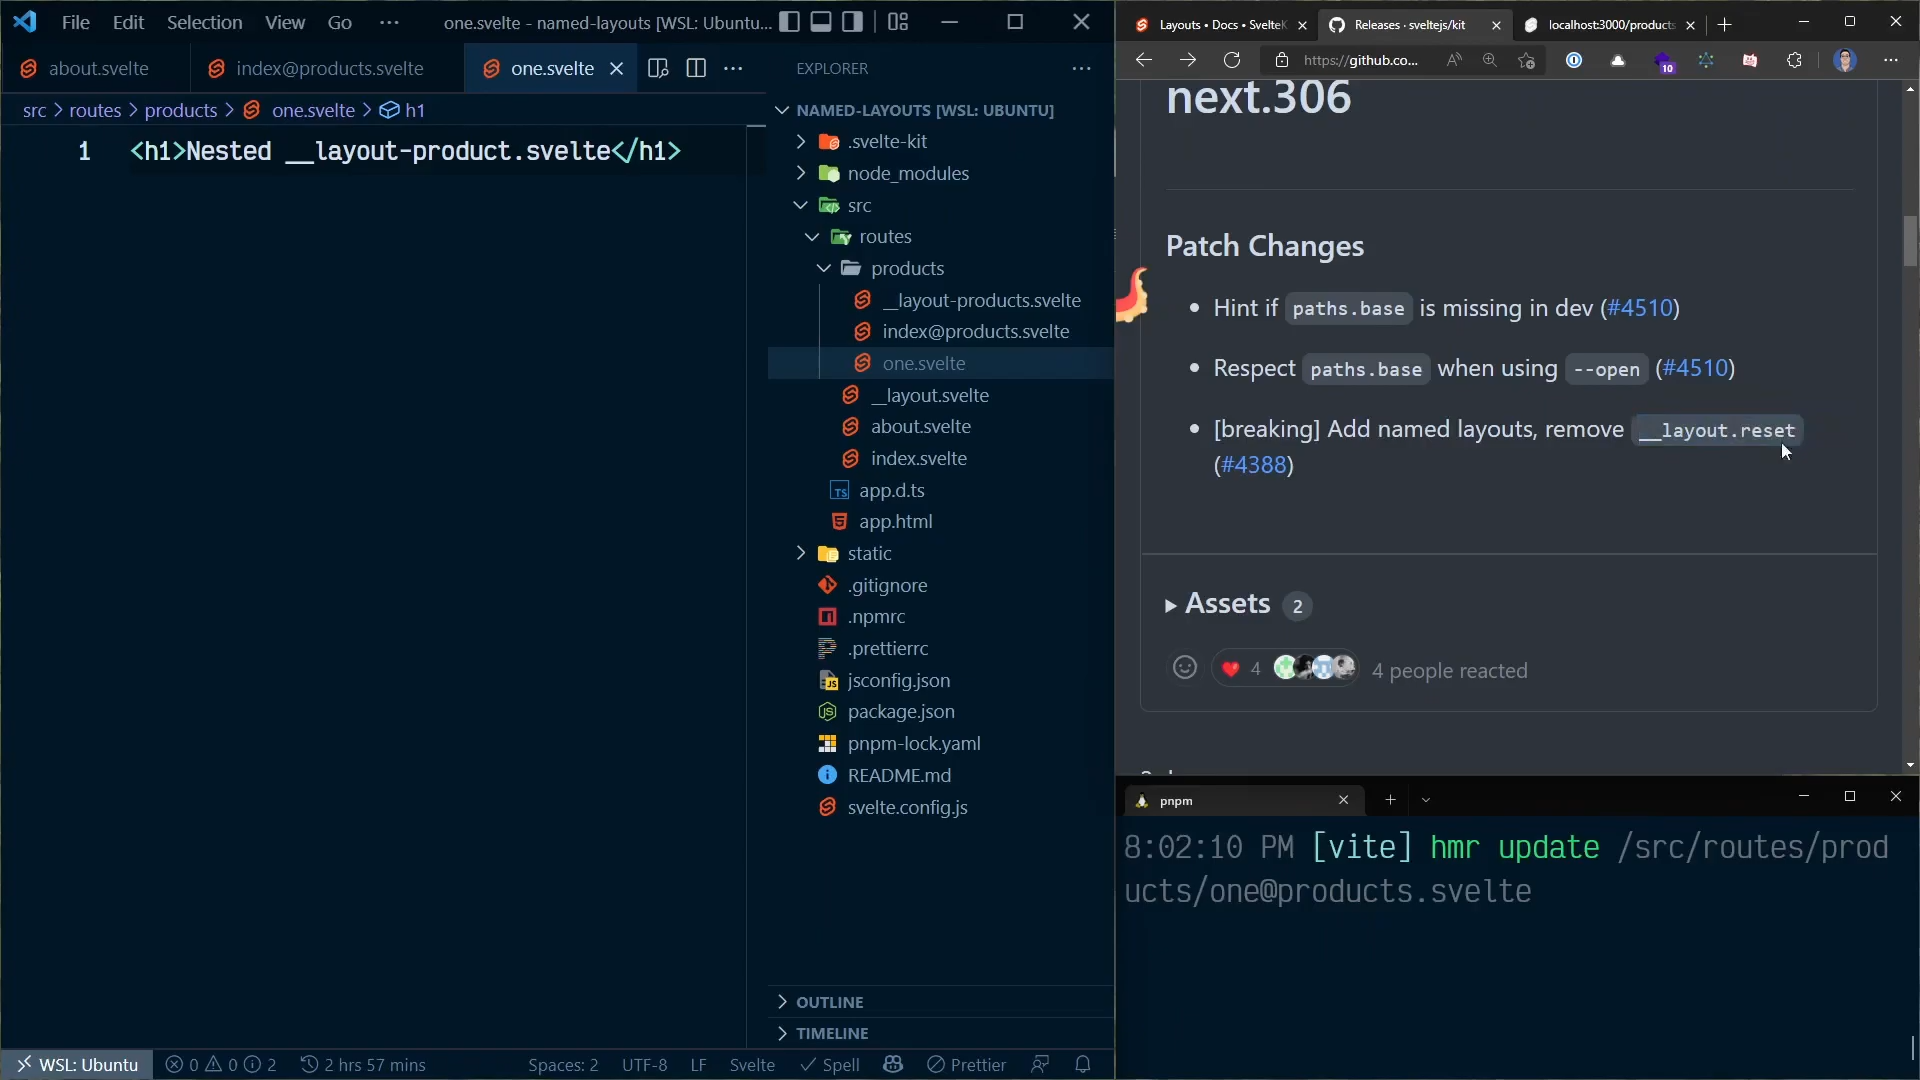 File Edit Selection View Go ··· one.svelte - named-layouts [WSL: Ubuntu...
about.svelte index@products.svelte one.svelte
src > routes > products > one.svelte > h1
1 <h1>Nested __layout-product.svelte</h1>
EXPLORER
NAMED-LAYOUTS [WSL: UBUNTU]
.svelte-kit
node_modules
src
routes
products
__layout-products.svelte
index@products.svelte
one.svelte
__layout.svelte
about.svelte
index.svelte
app.d.ts
app.html
static
.gitignore
.npmrc
.prettierrc
jsconfig.json
package.json
pnpm-lock.yaml
README.md
svelte.config.js
OUTLINE
TIMELINE
WSL: Ubuntu 0 0 2 2 hrs 57 mins Spaces: 2 UTF-8 LF Svelte Spell Prettier
Layouts • Docs • SvelteK Releases · sveltejs/kit localhost:3000/products
https://github.co... 10
next.306
Patch Changes
• Hint if paths.base is missing in dev (#4510)
• Respect paths.base when using --open (#4510)
• [breaking] Add named layouts, remove __layout.reset
(#4388)
Assets 2
4 4 people reacted
pnpm
8:02:10 PM [vite] hmr update /src/routes/prod
ucts/one@products.svelte